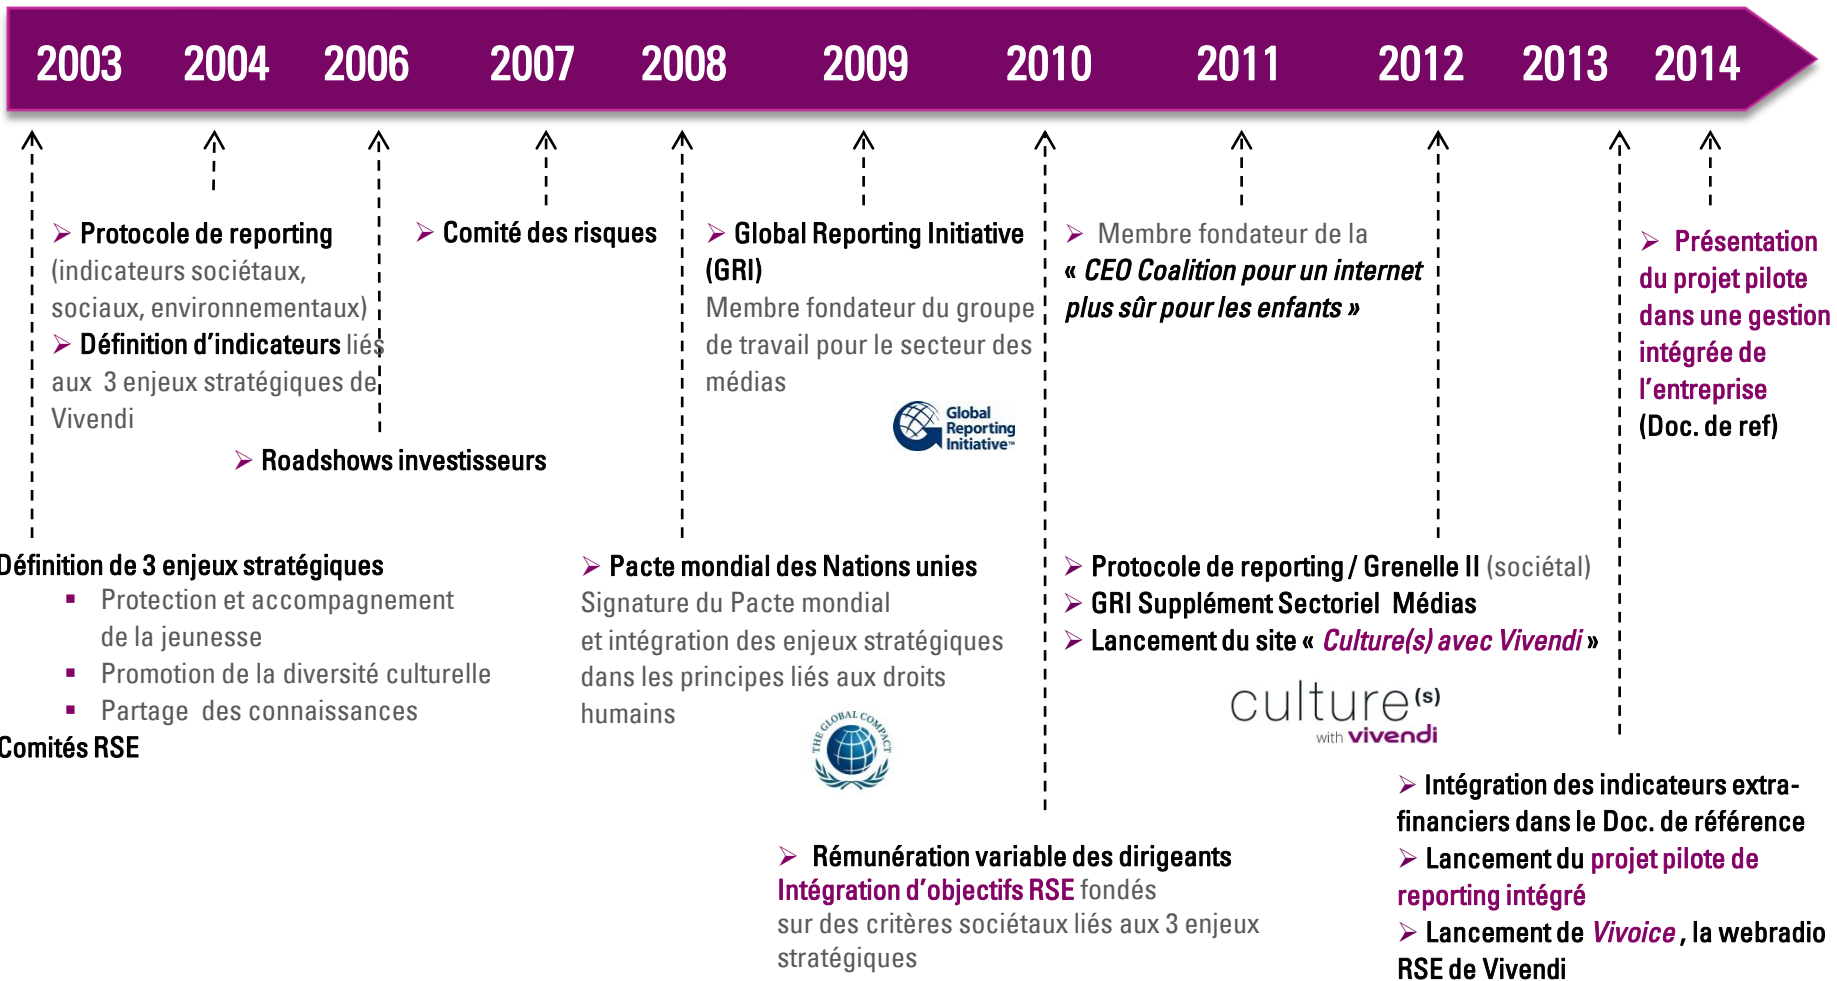 2003 2004 2006 2007 2008 2009 2010 2011 2012 2013 2014
➢ Protocole de reporting
(indicateurs sociétaux,
sociaux, environnementaux)
➢ Définition d’indicateurs liés
aux 3 enjeux stratégiques de
Vivendi
➢ Roadshows investisseurs
➢ Comité des risques
➢ Global Reporting Initiative
(GRI)
Membre fondateur du groupe
de travail pour le secteur des
médias
Global
Reporting
Initiative™
➢ Membre fondateur de la
« CEO Coalition pour un internet
plus sûr pour les enfants »
➢ Présentation
du projet pilote
dans une gestion
intégrée de
l’entreprise
(Doc. de ref)
Définition de 3 enjeux stratégiques
▪ Protection et accompagnement
de la jeunesse
▪ Promotion de la diversité culturelle
▪ Partage des connaissances
Comités RSE
➢ Pacte mondial des Nations unies
Signature du Pacte mondial
et intégration des enjeux stratégiques
dans les principes liés aux droits
humains
THE GLOBAL COMPACT
➢ Protocole de reporting / Grenelle II (sociétal)
➢ GRI Supplément Sectoriel Médias
➢ Lancement du site « Culture(s) avec Vivendi »
culture(s)
with vivendi
➢ Rémunération variable des dirigeants
Intégration d’objectifs RSE fondés
sur des critères sociétaux liés aux 3 enjeux
stratégiques
➢ Intégration des indicateurs extra-
financiers dans le Doc. de référence
➢ Lancement du projet pilote de
reporting intégré
➢ Lancement de Vivoice , la webradio
RSE de Vivendi